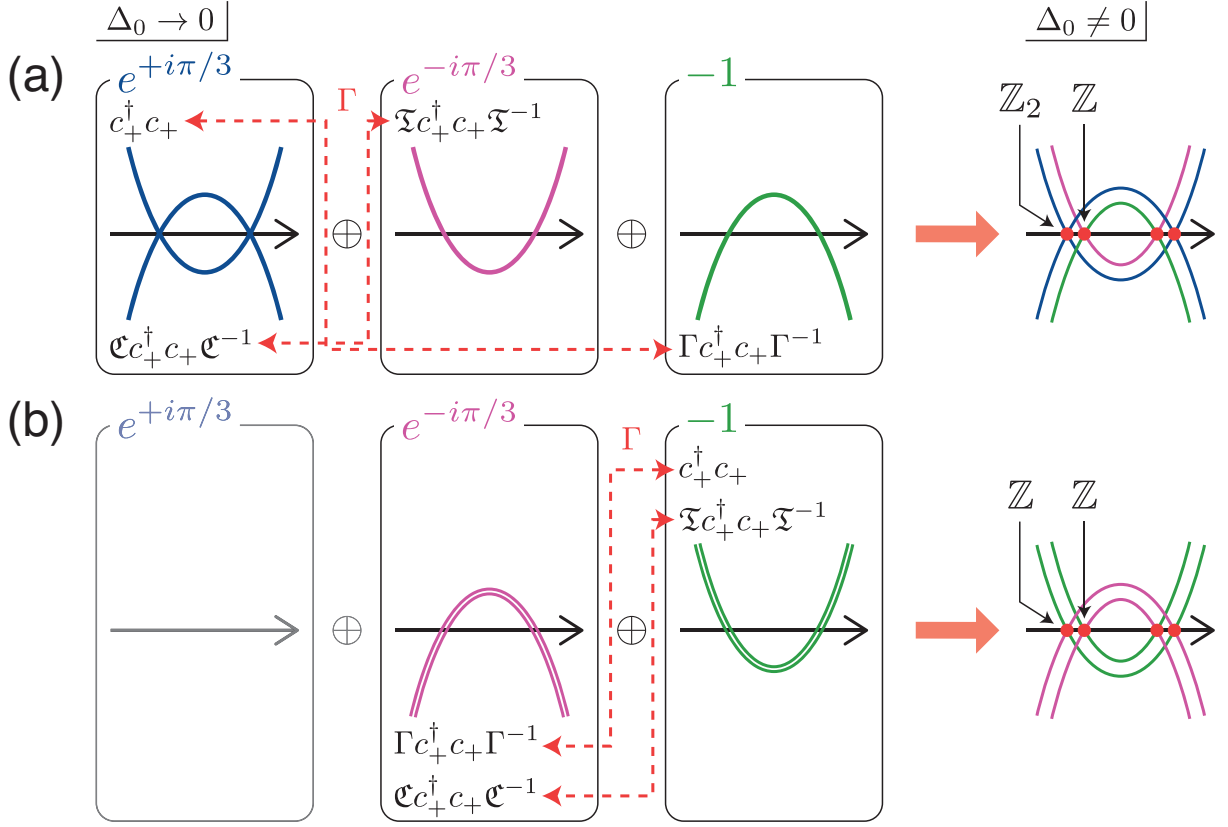 Δ₀ → 0
Δ₀ ≠ 0
(a)
e^{+iπ/3}
e^{-iπ/3}
-1
Γ
c₊†c₊
𝔗c₊†c₊𝔗⁻¹
ℤ₂
ℤ
⊕
⊕
ℭc₊†c₊ℭ⁻¹
Γc₊†c₊Γ⁻¹
(b)
e^{+iπ/3}
e^{-iπ/3}
-1
Γ
c₊†c₊
𝔗c₊†c₊𝔗⁻¹
ℤ
ℤ
⊕
⊕
Γc₊†c₊Γ⁻¹
ℭc₊†c₊ℭ⁻¹